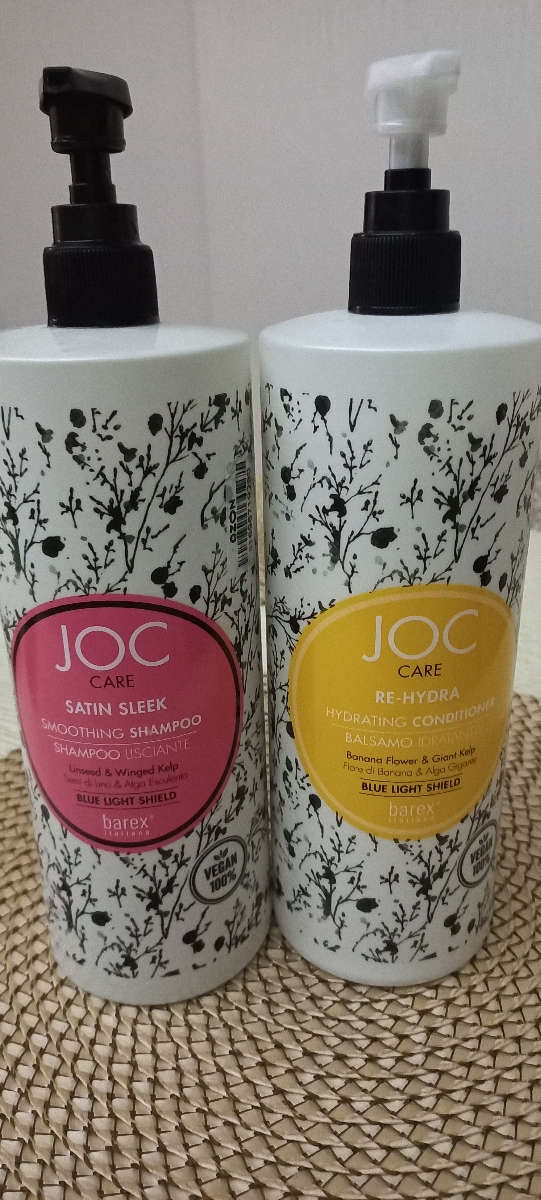 JOC
CARE
SATIN SLEEK
SMOOTHING SHAMPOO
SHAMPOO LISCIANTE
Linseed & Winged Kelp
Semi di Lino & Alga Esculenta
BLUE LIGHT SHIELD
barex
italiana
VEGAN
100%
JOC
CARE
RE-HYDRA
HYDRATING CONDITIONER
BALSAMO IDRATANTE
Banana Flower & Giant Kelp
Fiore di Banana & Alga Gigante
BLUE LIGHT SHIELD
barex
italiana
VEGAN
100%